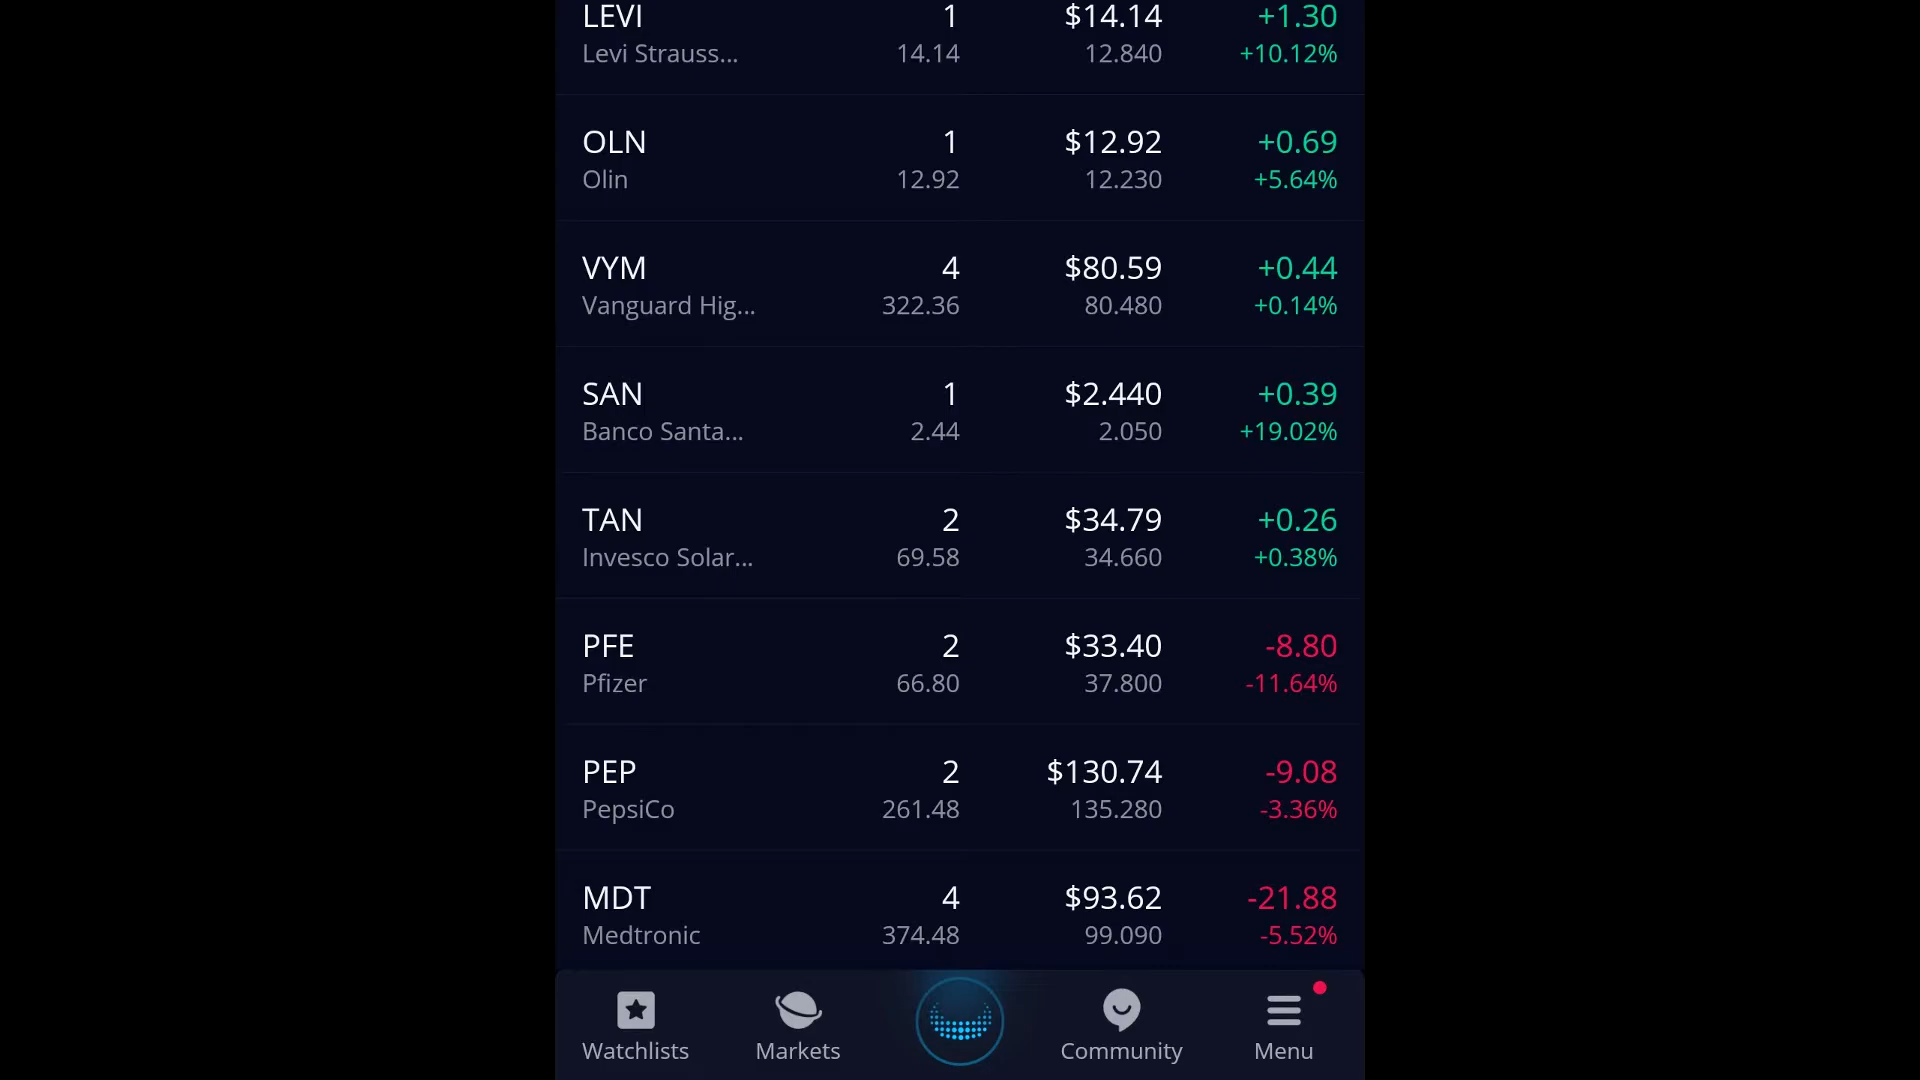 LEVI 1 $14.14 +1.30
Levi Strauss... 14.14 12.840 +10.12%
OLN 1 $12.92 +0.69
Olin 12.92 12.230 +5.64%
VYM 4 $80.59 +0.44
Vanguard Hig... 322.36 80.480 +0.14%
SAN 1 $2.440 +0.39
Banco Santa... 2.44 2.050 +19.02%
TAN 2 $34.79 +0.26
Invesco Solar... 69.58 34.660 +0.38%
PFE 2 $33.40 -8.80
Pfizer 66.80 37.800 -11.64%
PEP 2 $130.74 -9.08
PepsiCo 261.48 135.280 -3.36%
MDT 4 $93.62 -21.88
Medtronic 374.48 99.090 -5.52%
Watchlists Markets Community Menu